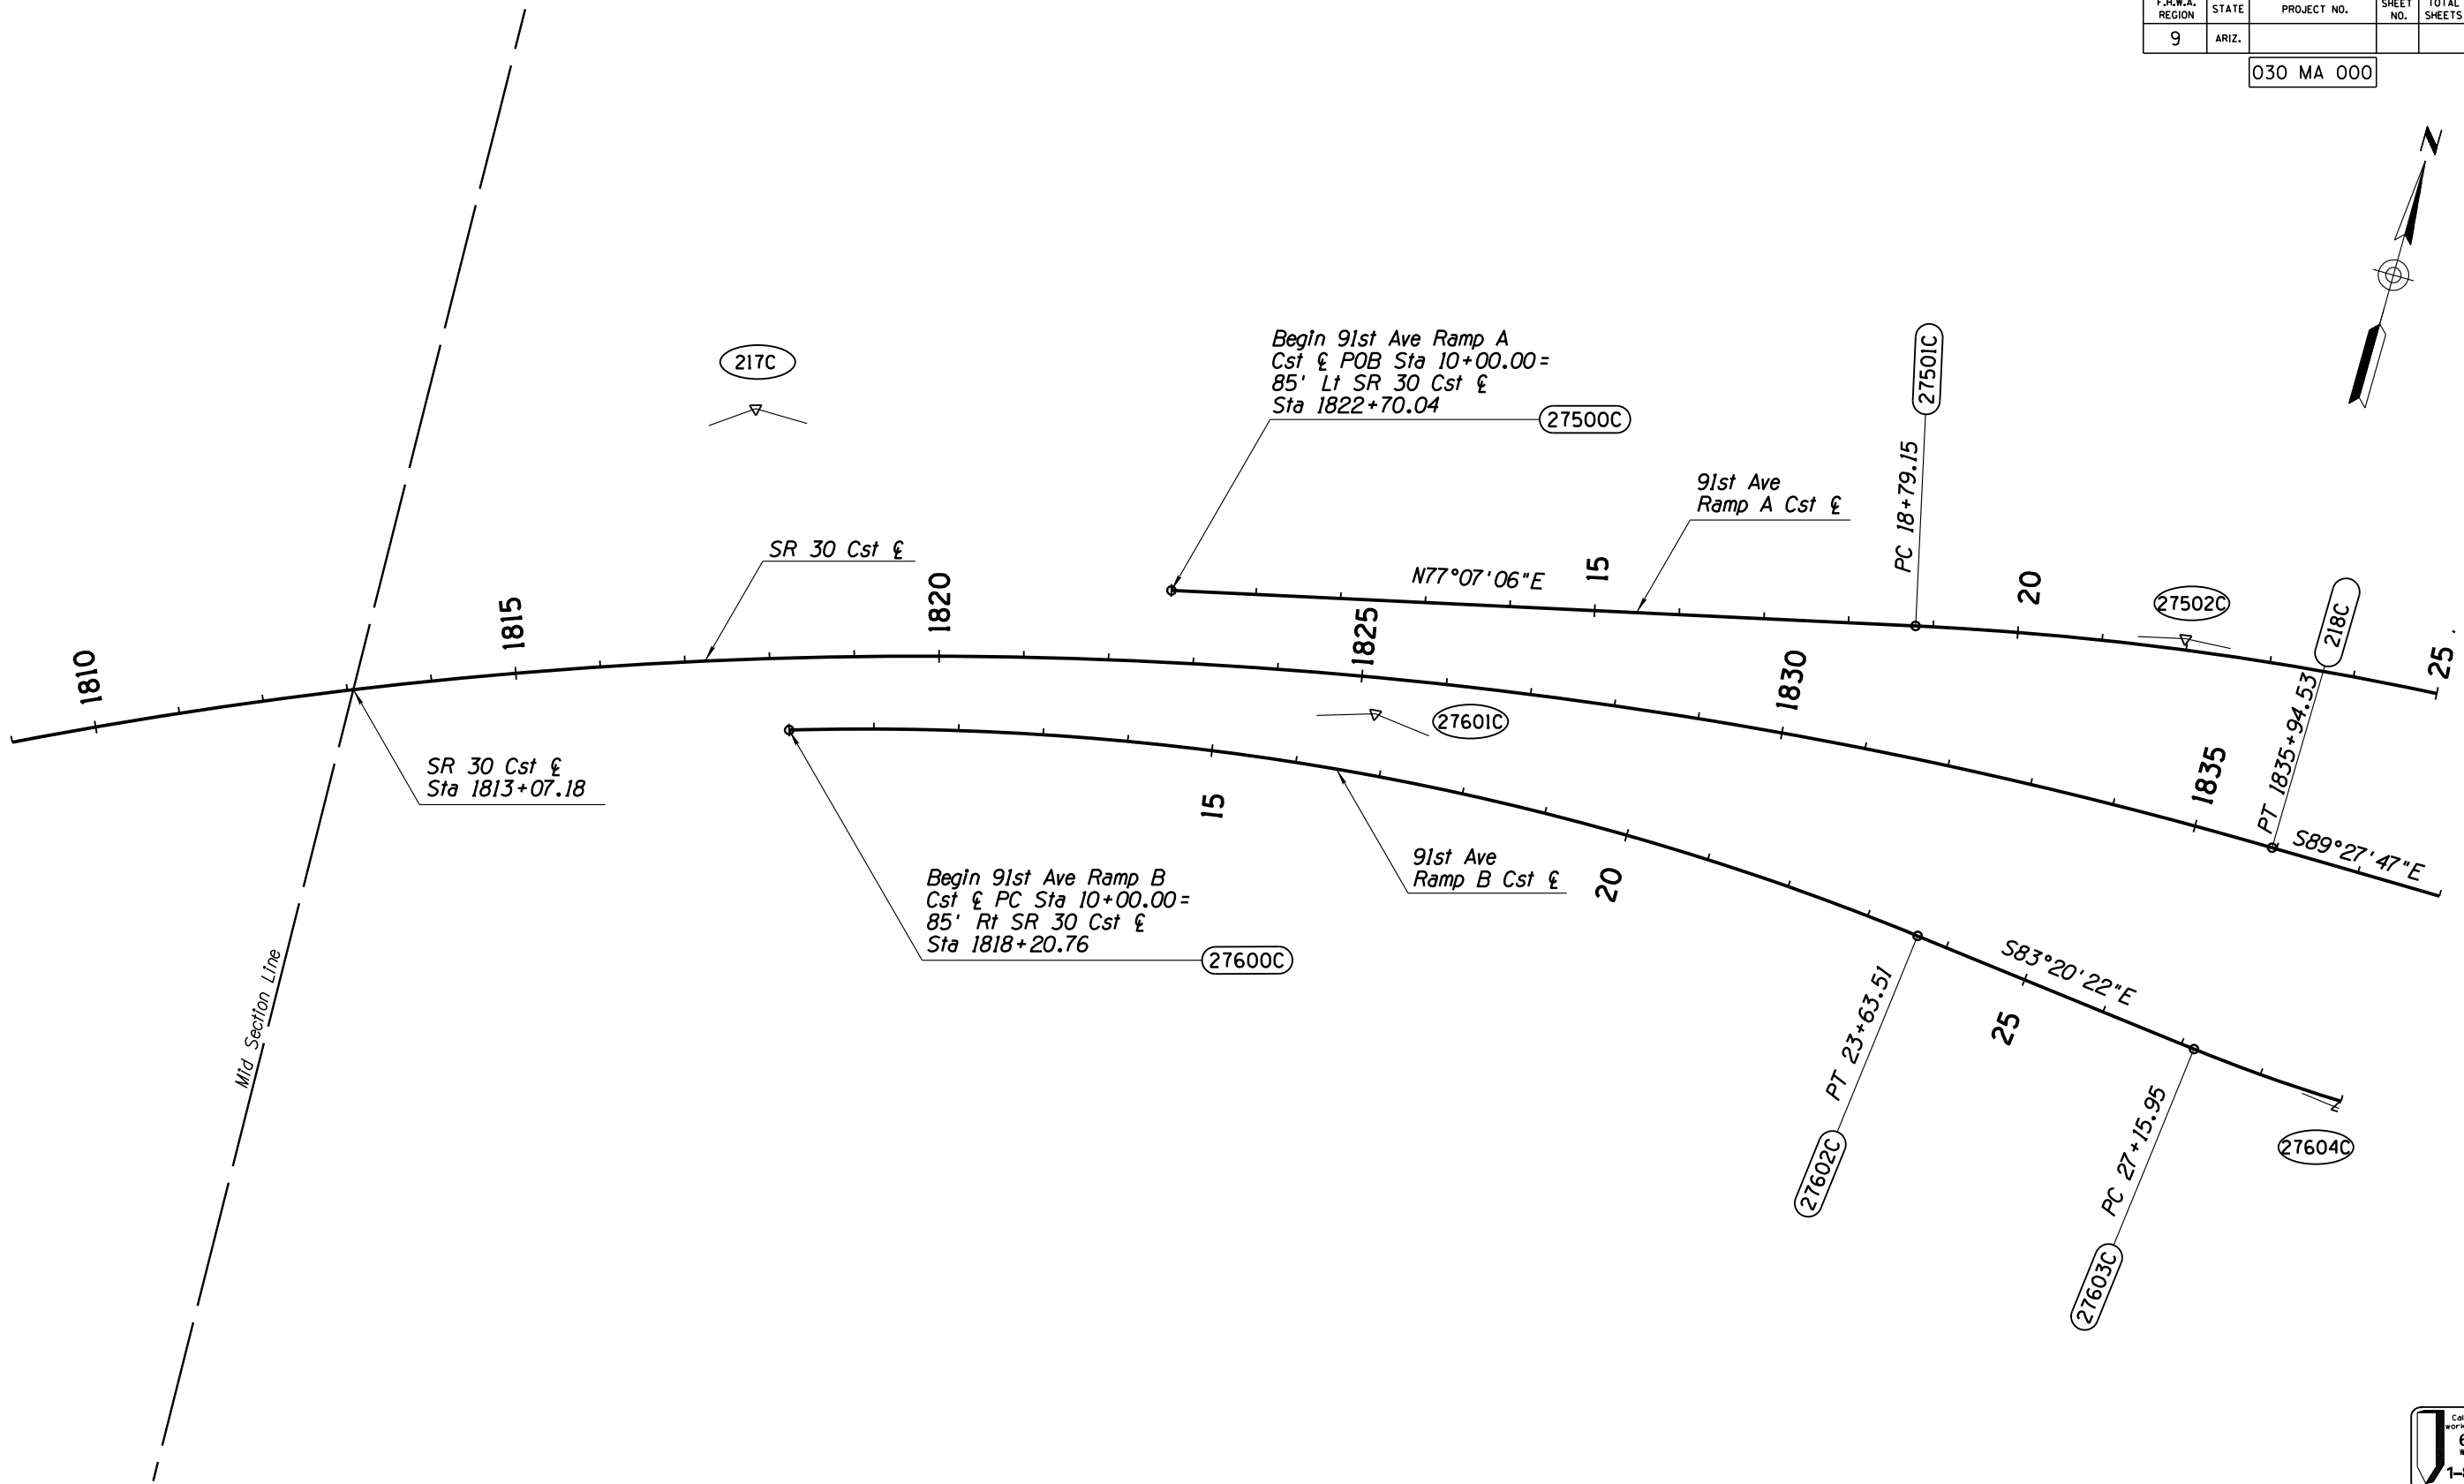 F.H.W.A. REGION STATE PROJECT NO. SHEET NO. TOTAL SHEETS
9 ARIZ.
030 MA 000
N
217C
Begin 91st Ave Ramp A
Cst ℄ POB Sta 10+00.00=
85' Lt SR 30 Cst ℄
Sta 1822+70.04
27500C
27501C
PC 18+79.15
91st Ave
Ramp A Cst ℄
N77°07'06"E
15
20
27502C
218C
25
SR 30 Cst ℄
1810
1815
1820
1825
1830
1835
PT 1835+94.53
S89°27'47"E
SR 30 Cst ℄
Sta 1813+07.18
27601C
Begin 91st Ave Ramp B
Cst ℄ PC Sta 10+00.00=
85' Rt SR 30 Cst ℄
Sta 1818+20.76
27600C
15
91st Ave
Ramp B Cst ℄
20
S83°20'22"E
25
PT 23+63.51
27602C
PC 27+15.95
27603C
27604C
Mid Section Line